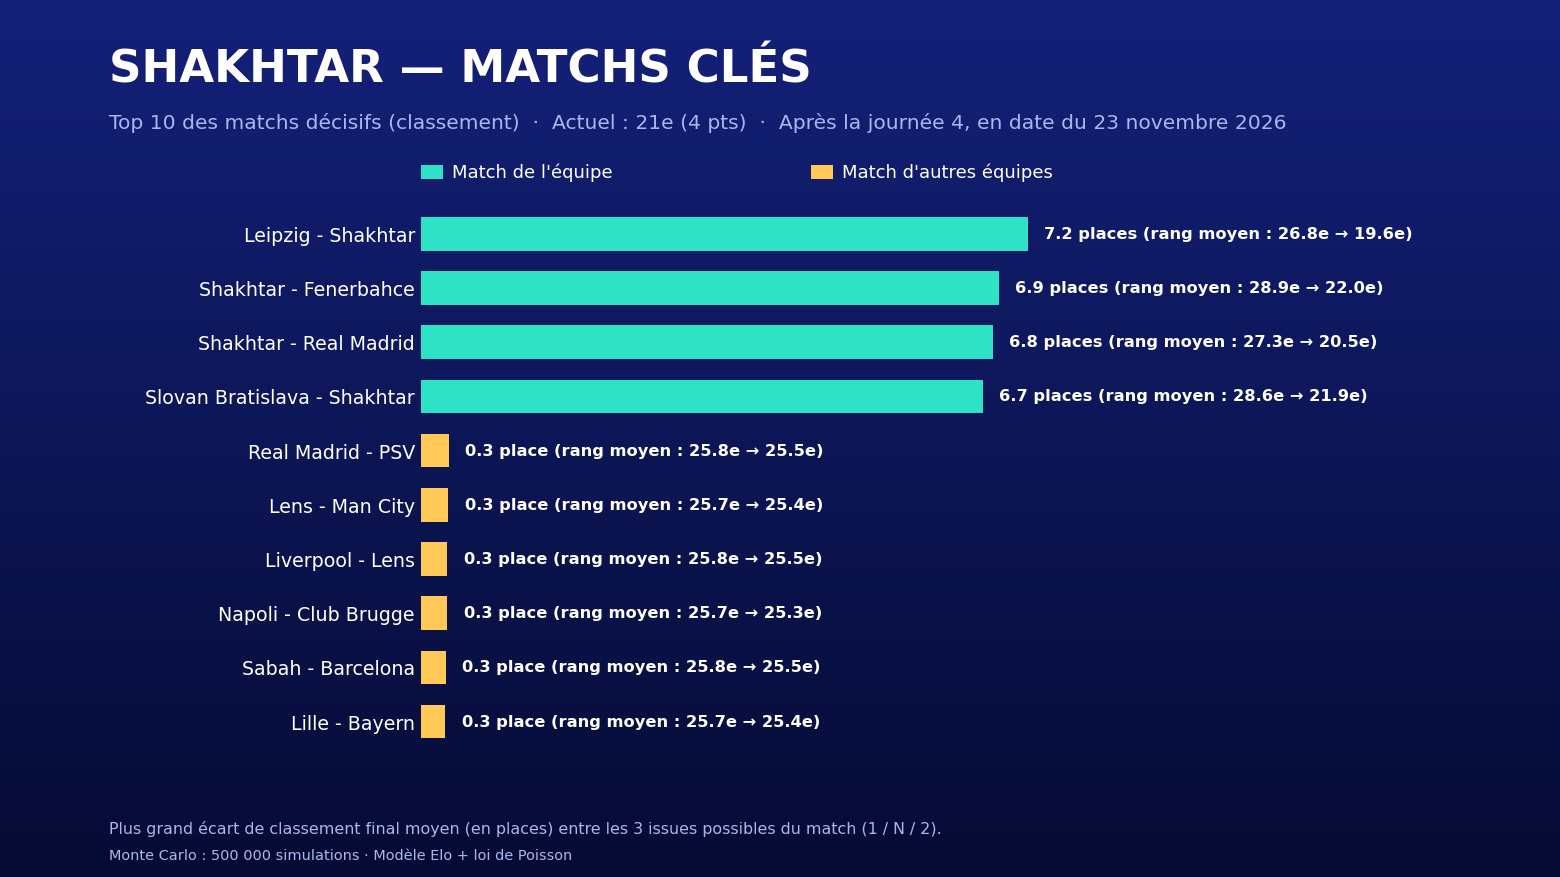 SHAKHTAR — MATCHS CLÉS
Top 10 des matchs décisifs (classement)  ·  Actuel : 21e (4 pts)  ·  Après la journée 4, en date du 23 novembre 2026
Match de l'équipe
Match d'autres équipes
Leipzig - Shakhtar 7.2 places (rang moyen : 26.8e → 19.6e)
Shakhtar - Fenerbahce 6.9 places (rang moyen : 28.9e → 22.0e)
Shakhtar - Real Madrid 6.8 places (rang moyen : 27.3e → 20.5e)
Slovan Bratislava - Shakhtar 6.7 places (rang moyen : 28.6e → 21.9e)
Real Madrid - PSV 0.3 place (rang moyen : 25.8e → 25.5e)
Lens - Man City 0.3 place (rang moyen : 25.7e → 25.4e)
Liverpool - Lens 0.3 place (rang moyen : 25.8e → 25.5e)
Napoli - Club Brugge 0.3 place (rang moyen : 25.7e → 25.3e)
Sabah - Barcelona 0.3 place (rang moyen : 25.8e → 25.5e)
Lille - Bayern 0.3 place (rang moyen : 25.7e → 25.4e)
Plus grand écart de classement final moyen (en places) entre les 3 issues possibles du match (1 / N / 2).
Monte Carlo : 500 000 simulations · Modèle Elo + loi de Poisson